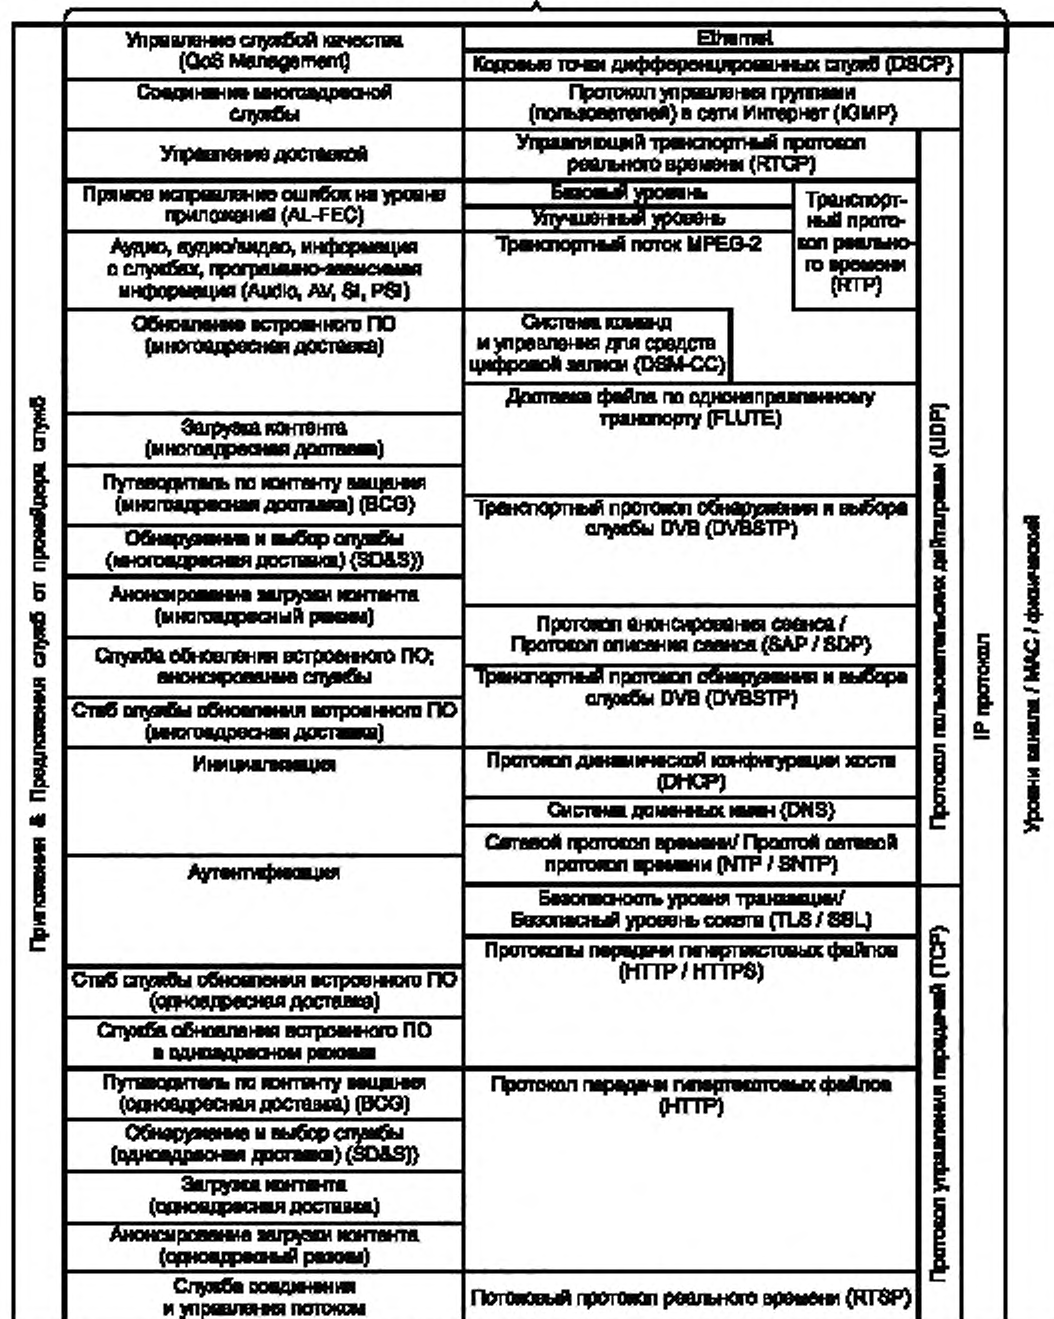 Управление службой качества
(QoS Management)
Ethernet
Кодовые точки дифференцированных служб (DSCP)
Соединение многоадресной
службы
Протокол управления группами
(пользователей) в сети Интернет (IGMP)
Управление доставкой
Управляющий транспортный протокол
реального времени (RTCP)
Прямое исправление ошибок на уровне
приложений (AL-FEC)
Базовый уровень
Улучшенный уровень
Транспорт-
ный прото-
кол реально-
го времени
(RTP)
Аудио, аудио/видео, информация
о службах, програмно-зависимая
информация (Audio, AV, SI, PSI)
Транспортный поток MPEG-2
Обновление встроенного ПО
(многоадресная доставка)
Система команд
и управления для средств
цифровой записи (DSM-CC)
Доставка файла по однонаправленному
транспорту (FLUTE)
Загрузка контента
(многоадресная доставка)
Путеводитель по контенту вещания
(многоадресная доставка) (BCG)
Транспортный протокол обнаружения и выбора
службы DVB (DVBSTP)
Обнаружение и выбор службы
(многоадресная доставка) (SD&S))
Анонсирование загрузки контента
(многоадресный режим)
Протокол анонсирования сеанса /
Протокол описания сеанса (SAP / SDP)
Служба обновления встроенного ПО;
анонсирование службы
Транспортный протокол обнаружения и выбора
службы DVB (DVBSTP)
Стаб службы обновления встроенного ПО
(многоадресная доставка)
Инициализация
Протокол динамической конфигурации хоста
(DHCP)
Система доменных имен (DNS)
Сетевой протокол времени/ Простой сетевой
протокол времени (NTP / SNTP)
Аутентификация
Безопасность уровня транзакции/
Безопасный уровень сокета (TLS / SSL)
Протоколы передачи гипертекстовых файлов
(HTTP / HTTPS)
Стаб службы обновления встроенного ПО
(одноадресная доставка)
Служба обновления встроенного ПО
в одноадресном режиме
Путеводитель по контенту вещания
(одноадресная доставка) (BCG)
Протокол передачи гипертекстовых файлов
(HTTP)
Обнаружение и выбор службы
(одноадресная доставка) (SD&S))
Загрузка контента
(одноадресная доставка)
Анонсирование загрузки контента
(одноадресный режим)
Служба соединения
и управления потоком
Потоковый протокол реального времени (RTSP)
Приложения & Предложения служб от провайдера служб
Протокол пользовательских дейтаграмм (UDP)
Протокол управления передачей (TCP)
IP протокол
Уровни канала / MAC / физический